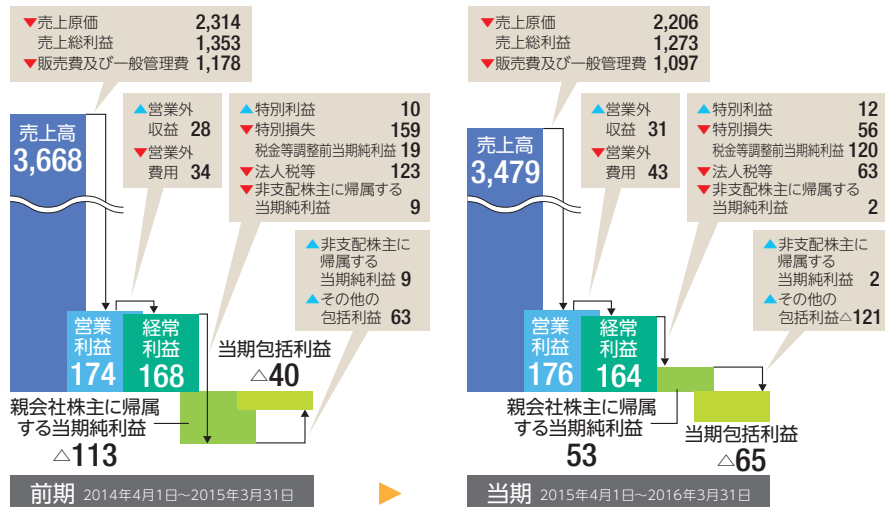 ▼売上原価 2,314
売上総利益 1,353
▼販売費及び一般管理費 1,178
売上高
3,668
▲営業外
収益 28
▼営業外
費用 34
▲特別利益 10
▼特別損失 159
税金等調整前当期純利益 19
▼法人税等 123
▼非支配株主に帰属する
当期純利益 9
▲非支配株主に
帰属する
当期純利益 9
▲その他の
包括利益 63
営業
利益
174
経常
利益
168
当期包括利益
△40
親会社株主に帰属
する当期純利益
△113
前期 2014年4月1日～2015年3月31日
▼売上原価 2,206
売上総利益 1,273
▼販売費及び一般管理費 1,097
売上高
3,479
▲営業外
収益 31
▼営業外
費用 43
▲特別利益 12
▼特別損失 56
税金等調整前当期純利益 120
▼法人税等 63
▼非支配株主に帰属する
当期純利益 2
▲非支配株主に
帰属する
当期純利益 2
▲その他の
包括利益△121
営業
利益
176
経常
利益
164
親会社株主に帰属
する当期純利益
53
当期包括利益
△65
当期 2015年4月1日～2016年3月31日